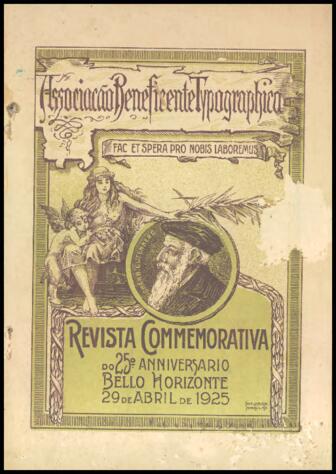 Associação Beneficente Typographica
FAC ET SPERA PRO NOBIS LABOREMUS
REVISTA COMMEMORATIVA
DO 25º ANNIVERSARIO
BELLO HORIZONTE
29 DE ABRIL DE 1925